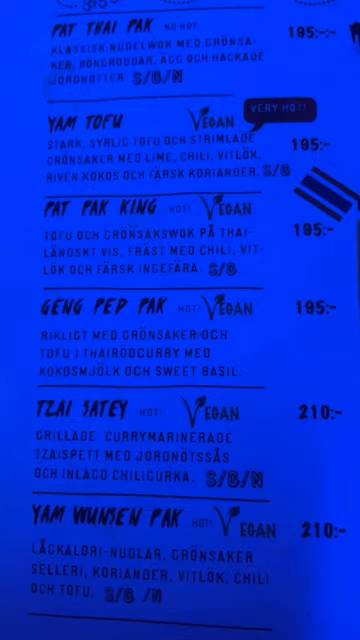 PAT THAI PAK NO HOT 195:-
KLASSISK NUDELWOK MED GRÖNSA-
KER, BÖNGRODDAR, ÄGG OCH HACKADE
JORDNÖTTER S/G/N
YAM TOFU VEGAN VERY HOT! 195:-
STARK, SYRLIG TOFU OCH STRIMLADE
GRÖNSAKER MED LIME, CHILI, VITLÖK,
RIVEN KOKOS OCH FÄRSK KORIANDER. S/G
PAT PAK KING HOT! VEGAN 195:-
TOFU OCH GRÖNSAKSWOK PÅ THAI-
LÄNDSKT VIS, FRÄST MED CHILI, VIT-
LÖK OCH FÄRSK INGEFÄRA. S/G
GENG PED PAK HOT! VEGAN 195:-
RIKLIGT MED GRÖNSAKER OCH
TOFU I THAIRÖDCURRY MED
KOKOSMJÖLK OCH SWEET BASIL.
TZAI SATEY HOT! VEGAN 210:-
GRILLADE CURRYMARINERADE
TZAISPETT MED JORDNÖTSSÅS
OCH INLAGD CHILIGURKA. S/G/N
YAM WUNSEN PAK HOT! VEGAN 210:-
LÅGKALORI-NUDLAR, GRÖNSAKER
SELLERI, KORIANDER, VITLÖK, CHILI
OCH TOFU. S/G /N